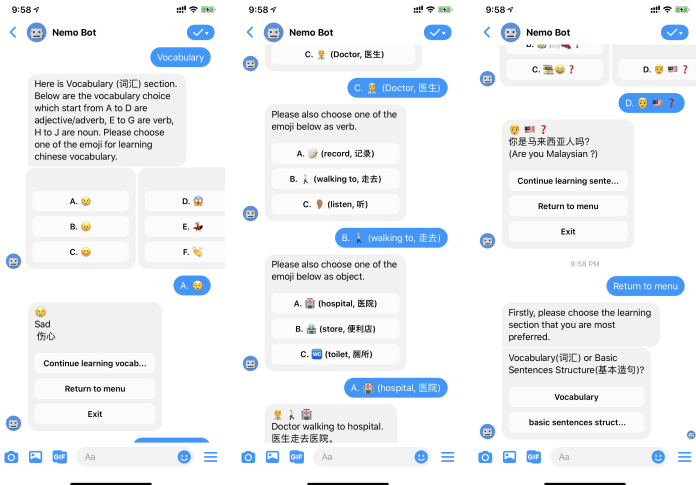 9:58
Nemo Bot
Vocabulary
Here is Vocabulary (词汇) section.
Below are the vocabulary choice
which start from A to D are
adjective/adverb, E to G are verb,
H to J are noun. Please choose
one of the emoji for learning
chinese vocabulary.
A. 😢
D. 😱
B. 😠
E. 💃
C. 😊
F. 👏
A. 😢
😢
Sad
伤心
Continue learning vocab...
Return to menu
Exit
GIF
Aa
9:58
Nemo Bot
C. 👨‍⚕️ (Doctor, 医生)
C. 👨‍⚕️ (Doctor, 医生)
Please also choose one of the
emoji below as verb.
A. 📝 (record, 记录)
B. 🚶 (walking to, 走去)
C. 👂 (listen, 听)
B. 🚶 (walking to, 走去)
Please also choose one of the
emoji below as object.
A. 🏥 (hospital, 医院)
B. 🏪 (store, 便利店)
C. 🚾 (toilet, 厕所)
A. 🏥 (hospital, 医院)
👨‍⚕️ 🚶 🏥
Doctor walking to hospital.
医生走去医院。
GIF
Aa
9:58
Nemo Bot
C. ❓
D. 👨 🇲🇾 ❓
D. 👨 🇲🇾 ❓
👨 🇲🇾 ❓
你是马来西亚人吗?
(Are you Malaysian ?)
Continue learning sente...
Return to menu
Exit
9:58 PM
Return to menu
Firstly, please choose the learning
section that you are most
preferred.
Vocabulary(词汇) or Basic
Sentences Structure(基本造句)?
Vocabulary
basic sentences struct...
GIF
Aa